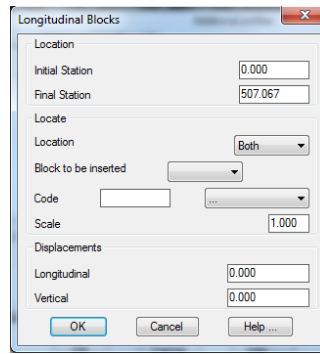 Longitudinal Blocks
Location
Initial Station 0.000
Final Station 507.067
Locate
Location Both
Block to be inserted
Code ...
Scale 1.000
Displacements
Longitudinal 0.000
Vertical 0.000
OK Cancel Help ...